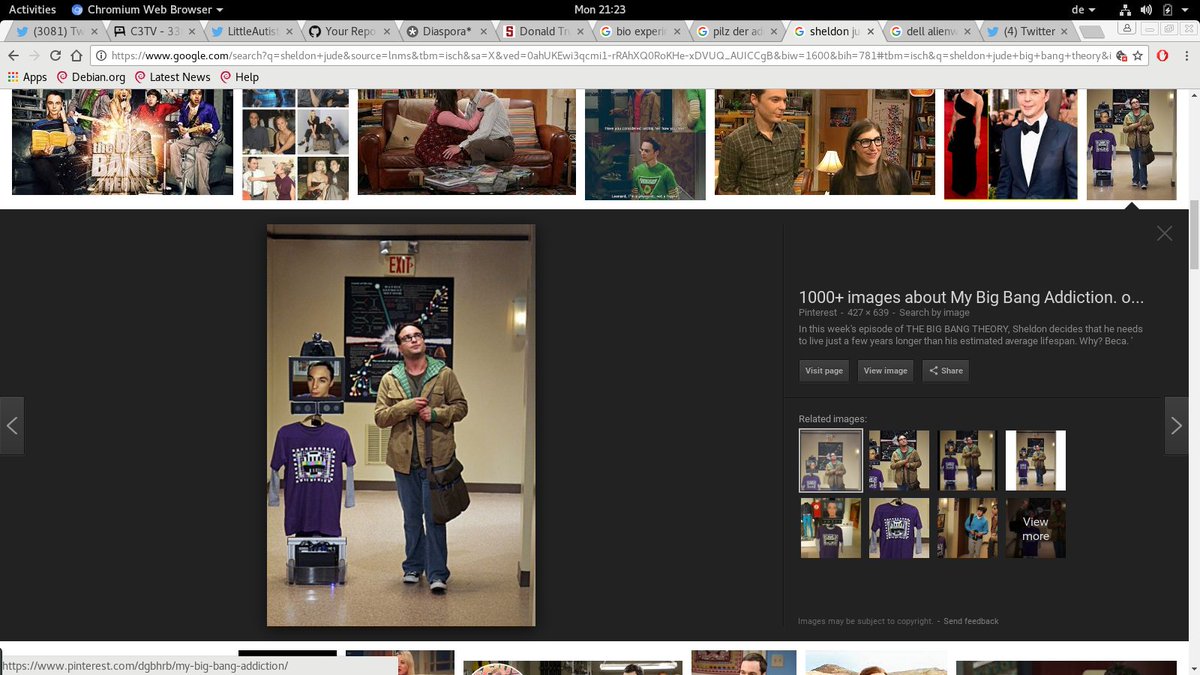 Activities
Chromium Web Browser
Mon 21:23
de
(3081) Tw
C3TV - 33
LittleAutis
Your Repo
Diaspora*
Donald Tr
bio experi
pilz der ad
sheldon ju
dell alienw
(4) Twitter
https://www.google.com/search?q=sheldon+jude&source=lnms&tbm=isch&sa=X&ved=0ahUKEwi3qcmi1-rRAhXQ0RoKHe-xDVUQ_AUICCgB&biw=1600&bih=781#tbm=isch&q=sheldon+jude+big+bang+theory&i
Apps
Debian.org
Latest News
Help
the
BANG
EXIT
1000+ images about My Big Bang Addiction. o...
Pinterest - 427 × 639 - Search by image
In this week's episode of THE BIG BANG THEORY, Sheldon decides that he needs
to live just a few years longer than his estimated average lifespan. Why? Beca. '
Visit page
View image
Share
Related images:
View
more
Images may be subject to copyright. - Send feedback
https://www.pinterest.com/dgbhrb/my-big-bang-addiction/